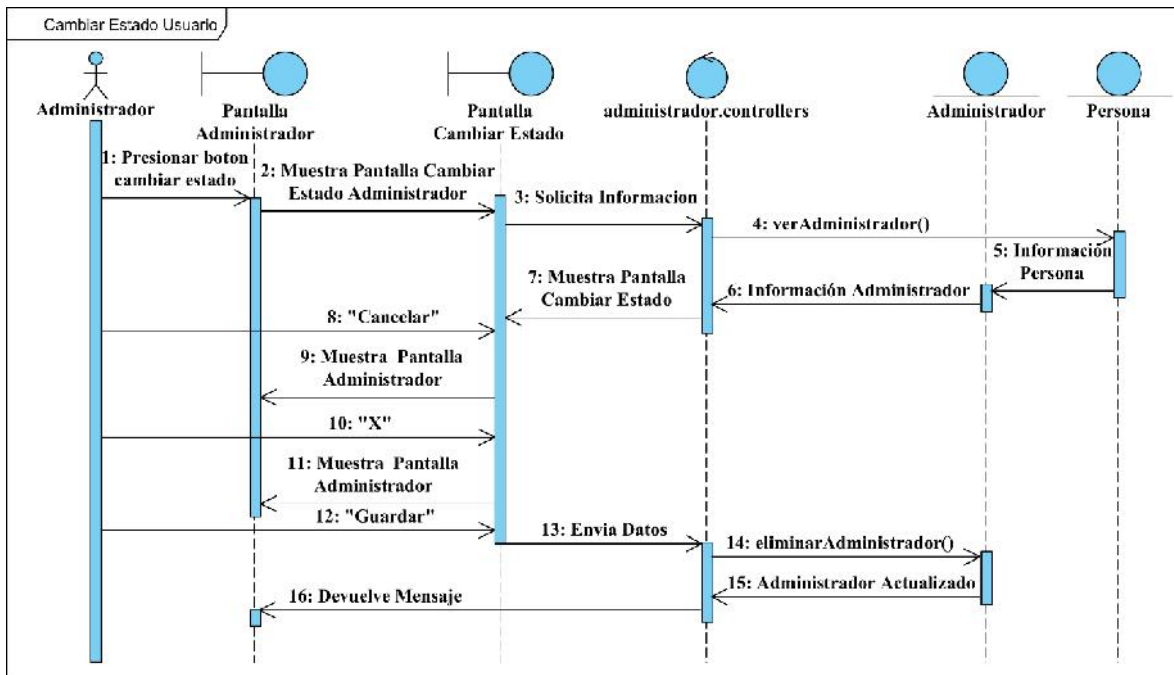 Cambiar Estado Usuario
Administrador
Pantalla
Administrador
Pantalla
Cambiar Estado
administrador.controllers
Administrador
Persona
1: Presionar boton
cambiar estado
2: Muestra Pantalla Cambiar
Estado Administrador
3: Solicita Informacion
4: verAdministrador()
5: Información
Persona
6: Información Administrador
7: Muestra Pantalla
Cambiar Estado
8: "Cancelar"
9: Muestra Pantalla
Administrador
10: "X"
11: Muestra Pantalla
Administrador
12: "Guardar"
13: Envia Datos
14: eliminarAdministrador()
15: Administrador Actualizado
16: Devuelve Mensaje